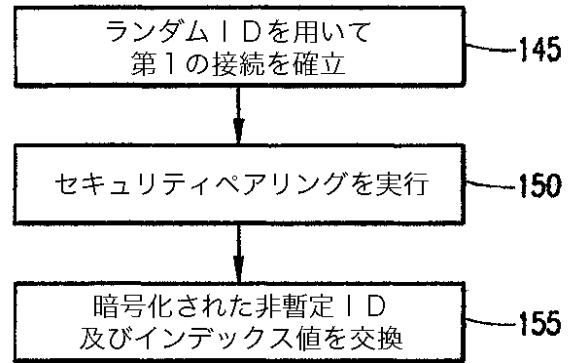 ランダムＩＤを用いて
第１の接続を確立
145
セキュリティペアリングを実行
150
暗号化された非暫定ＩＤ
及びインデックス値を交換
155